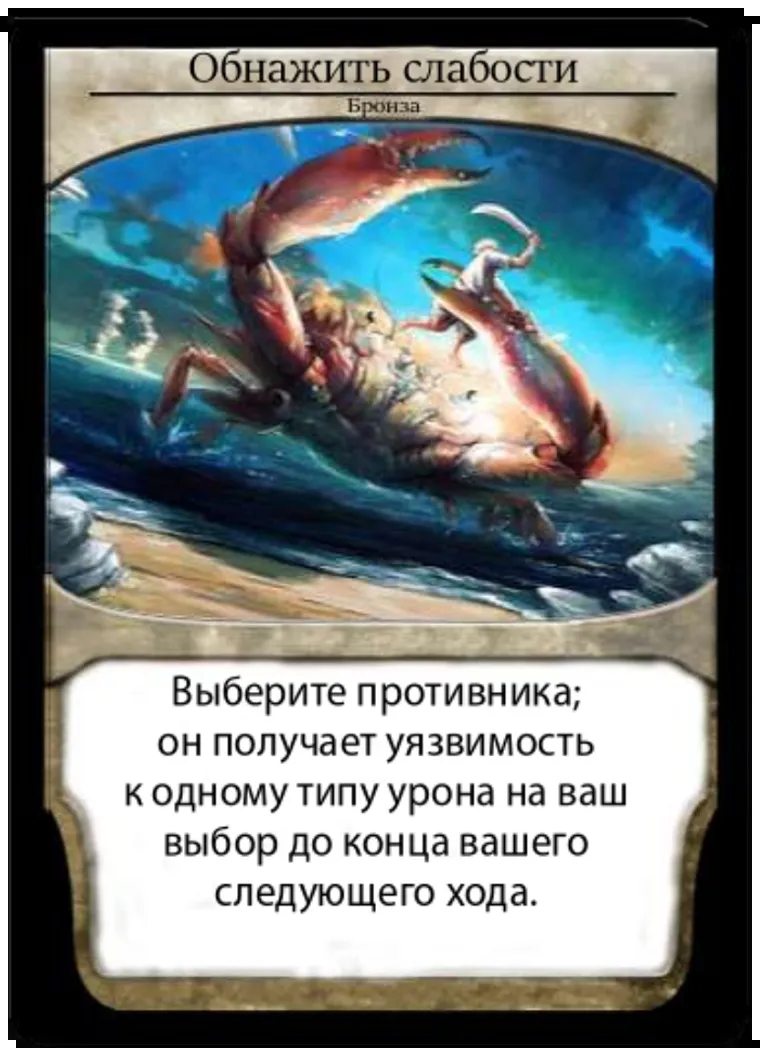 Обнажить слабости
Бронза
Выберите противника;
он получает уязвимость
к одному типу урона на ваш
выбор до конца вашего
следующего хода.